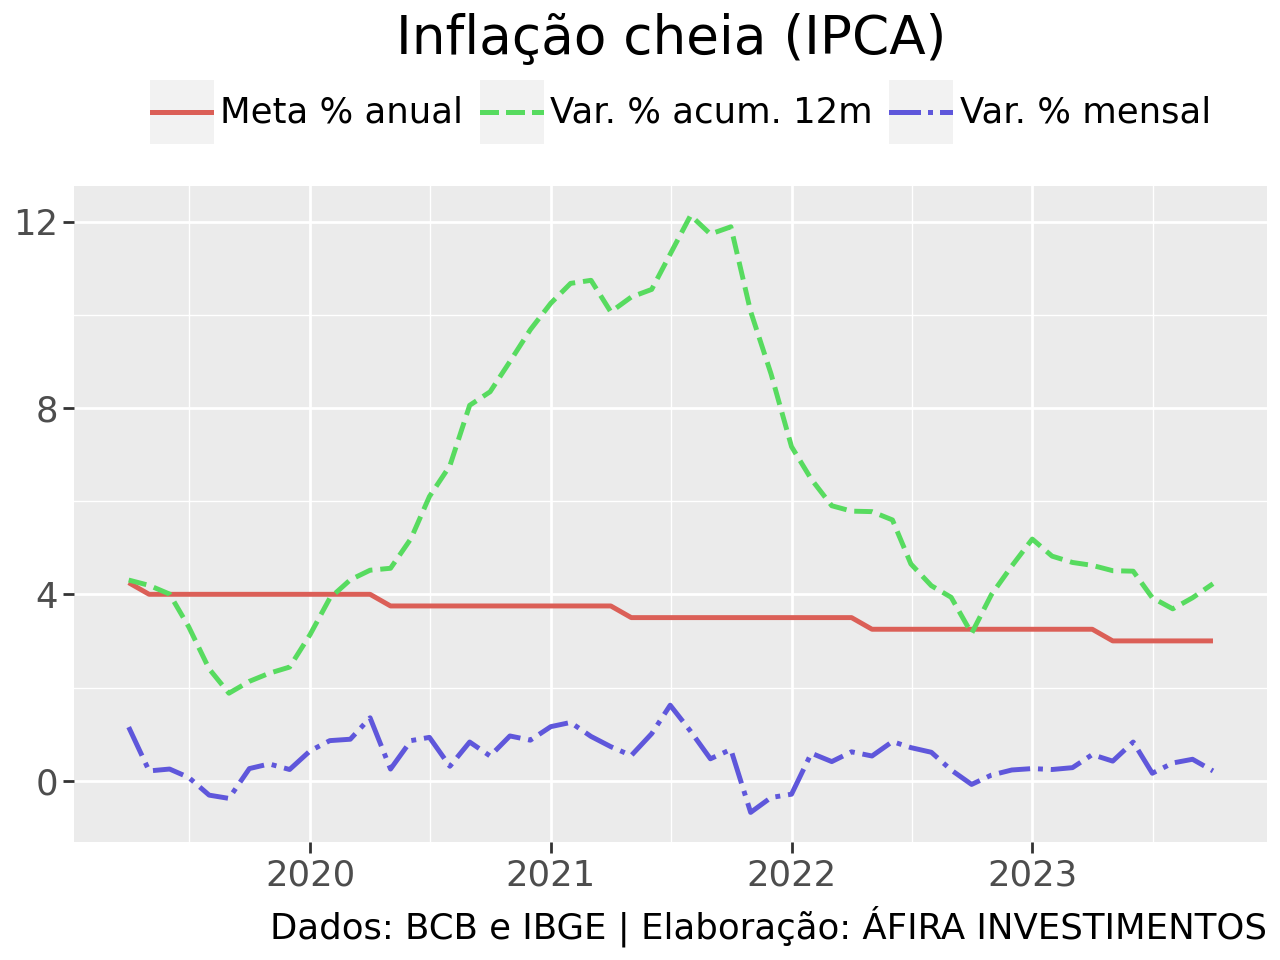 Inflação cheia (IPCA)
Meta % anual Var. % acum. 12m Var. % mensal
12
8
4
0
2020 2021 2022 2023
Dados: BCB e IBGE | Elaboração: ÁFIRA INVESTIMENTOS